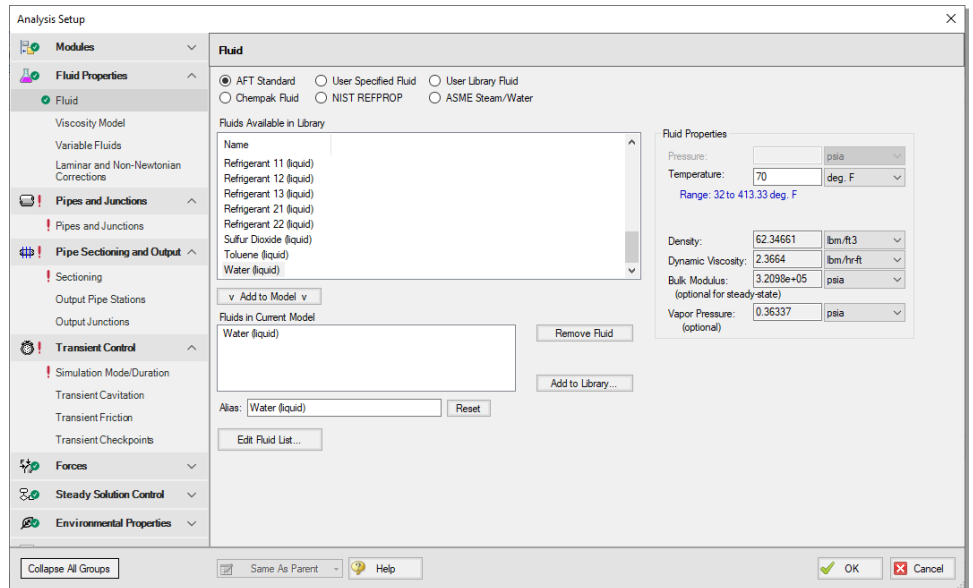 Analysis Setup
Modules
Fluid Properties
Fluid
Viscosity Model
Variable Fluids
Laminar and Non-Newtonian
Corrections
Pipes and Junctions
Pipes and Junctions
Pipe Sectioning and Output
Sectioning
Output Pipe Stations
Output Junctions
Transient Control
Simulation Mode/Duration
Transient Cavitation
Transient Friction
Transient Checkpoints
Forces
Steady Solution Control
Environmental Properties
Collapse All Groups
Fluid
AFT Standard User Specified Fluid User Library Fluid
Chempak Fluid NIST REFPROP ASME Steam/Water
Fluids Available in Library
Name
Refrigerant 11 (liquid)
Refrigerant 12 (liquid)
Refrigerant 13 (liquid)
Refrigerant 21 (liquid)
Refrigerant 22 (liquid)
Sulfur Dioxide (liquid)
Toluene (liquid)
Water (liquid)
v Add to Model v
Fluids in Current Model
Water (liquid)
Remove Fluid
Add to Library...
Alias: Water (liquid) Reset
Edit Fluid List...
Fluid Properties
Pressure: psia
Temperature: 70 deg. F
Range: 32 to 413.33 deg. F
Density: 62.34661 lbm/ft3
Dynamic Viscosity: 2.3664 lbm/hr-ft
Bulk Modulus: 3.2098e+05 psia
(optional for steady-state)
Vapor Pressure: 0.36337 psia
(optional)
Same As Parent Help OK Cancel